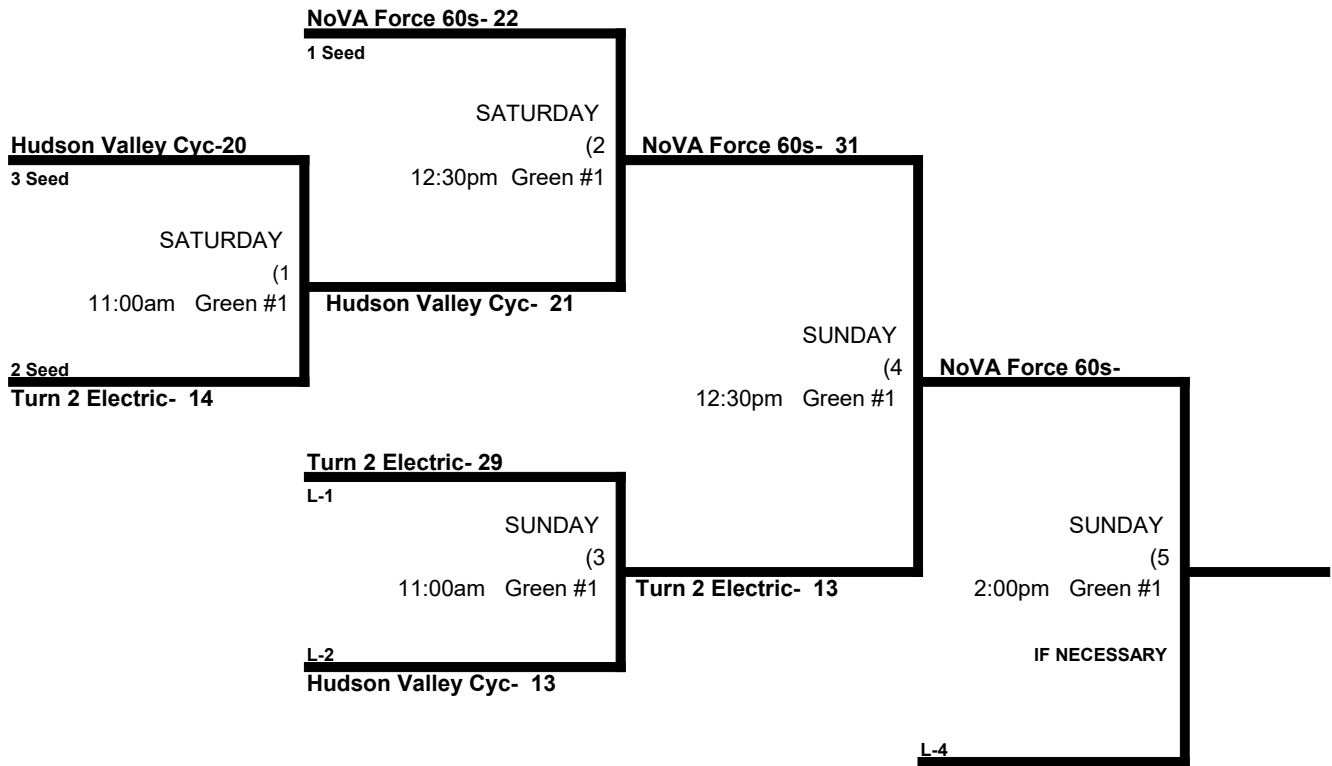 NoVA Force 60s- 22
1 Seed
SATURDAY
Hudson Valley Cyc-20
(2
NoVA Force 60s-  31
3 Seed
12:30pm  Green #1
SATURDAY
(1
11:00am   Green #1
Hudson Valley Cyc-  21
SUNDAY
2 Seed
(4
NoVA Force 60s-
Turn 2 Electric-  14
12:30pm   Green #1
Turn 2 Electric- 29
L-1
SUNDAY
SUNDAY
(3
(5
11:00am   Green #1
Turn 2 Electric-  13
2:00pm   Green #1
L-2
IF NECESSARY
Hudson Valley Cyc-  13
L-4